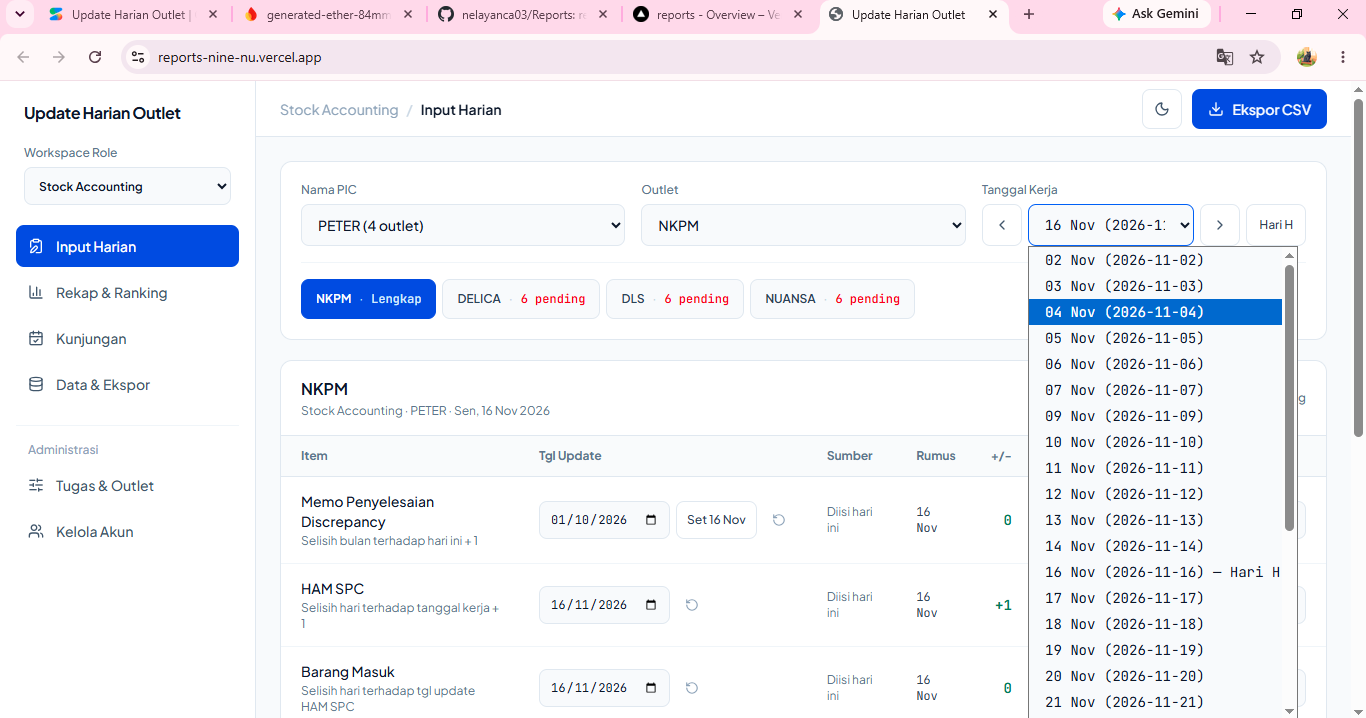 Update Harian Outlet |
generated-ether-84mm
nelayanca03/Reports: r
reports - Overview – Ve
Update Harian Outlet
Ask Gemini
reports-nine-nu.vercel.app
Update Harian Outlet
Workspace Role
Stock Accounting
Input Harian
Rekap & Ranking
Kunjungan
Data & Ekspor
Administrasi
Tugas & Outlet
Kelola Akun
Stock Accounting / Input Harian
Ekspor CSV
Nama PIC
PETER (4 outlet)
Outlet
NKPM
Tanggal Kerja
16 Nov (2026-11
Hari H
NKPM · Lengkap
DELICA · 6 pending
DLS · 6 pending
NUANSA · 6 pending
02 Nov (2026-11-02)
03 Nov (2026-11-03)
04 Nov (2026-11-04)
05 Nov (2026-11-05)
06 Nov (2026-11-06)
07 Nov (2026-11-07)
09 Nov (2026-11-09)
10 Nov (2026-11-10)
11 Nov (2026-11-11)
12 Nov (2026-11-12)
13 Nov (2026-11-13)
14 Nov (2026-11-14)
16 Nov (2026-11-16) — Hari H
17 Nov (2026-11-17)
18 Nov (2026-11-18)
19 Nov (2026-11-19)
20 Nov (2026-11-20)
21 Nov (2026-11-21)
NKPM
Stock Accounting · PETER · Sen, 16 Nov 2026
g
Item Tgl Update Sumber Rumus +/-
Memo Penyelesaian
Discrepancy
Selisih bulan terhadap hari ini + 1
01/10/2026
Set 16 Nov
Diisi hari
ini
16
Nov
0
HAM SPC
Selisih hari terhadap tanggal kerja +
1
16/11/2026
Diisi hari
ini
16
Nov
+1
Barang Masuk
Selisih hari terhadap tgl update
HAM SPC
16/11/2026
Diisi hari
ini
16
Nov
0